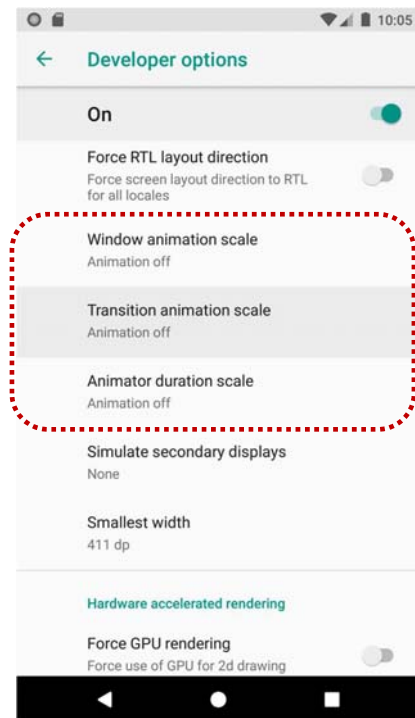 10:05
Developer options
On
Force RTL layout direction
Force screen layout direction to RTL
for all locales
Window animation scale
Animation off
Transition animation scale
Animation off
Animator duration scale
Animation off
Simulate secondary displays
None
Smallest width
411 dp
Hardware accelerated rendering
Force GPU rendering
Force use of GPU for 2d drawing